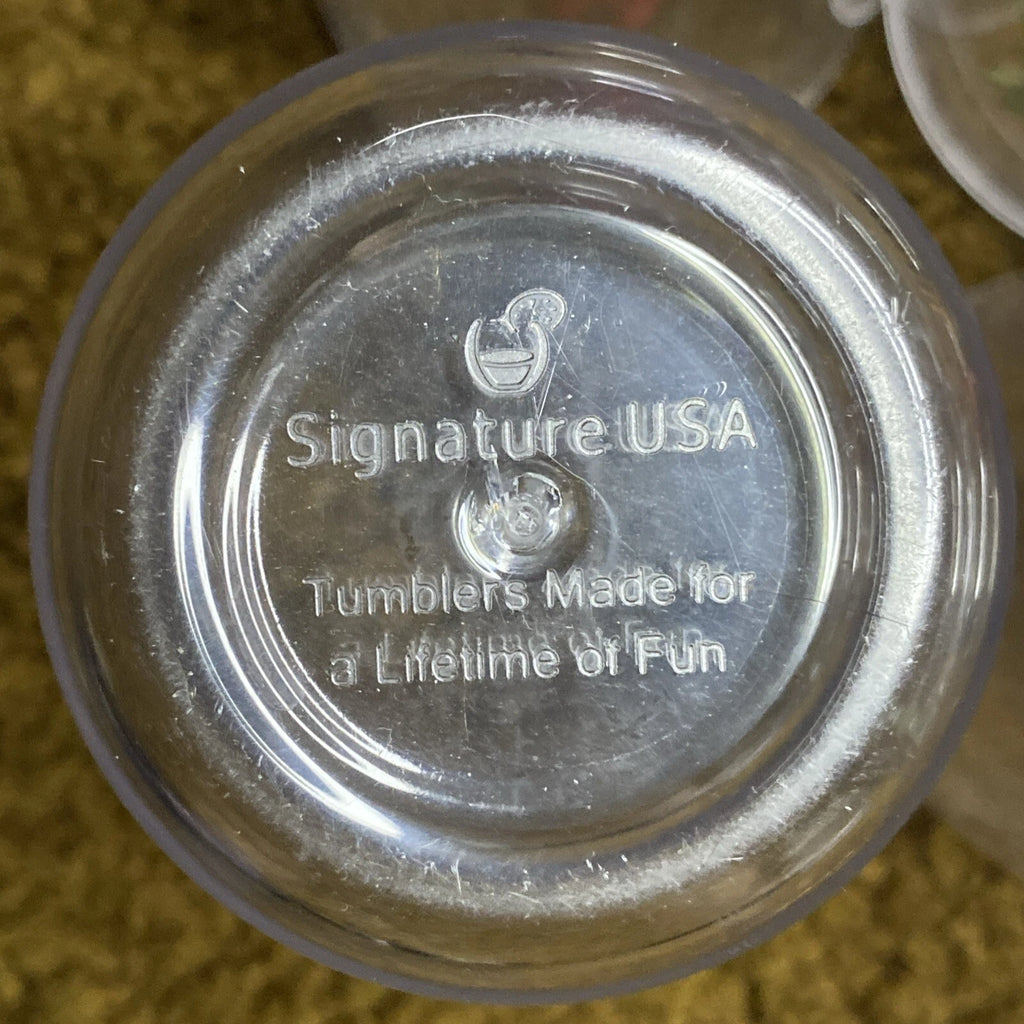 Signature USA
Tumblers Made for
a Lifetime of Fun